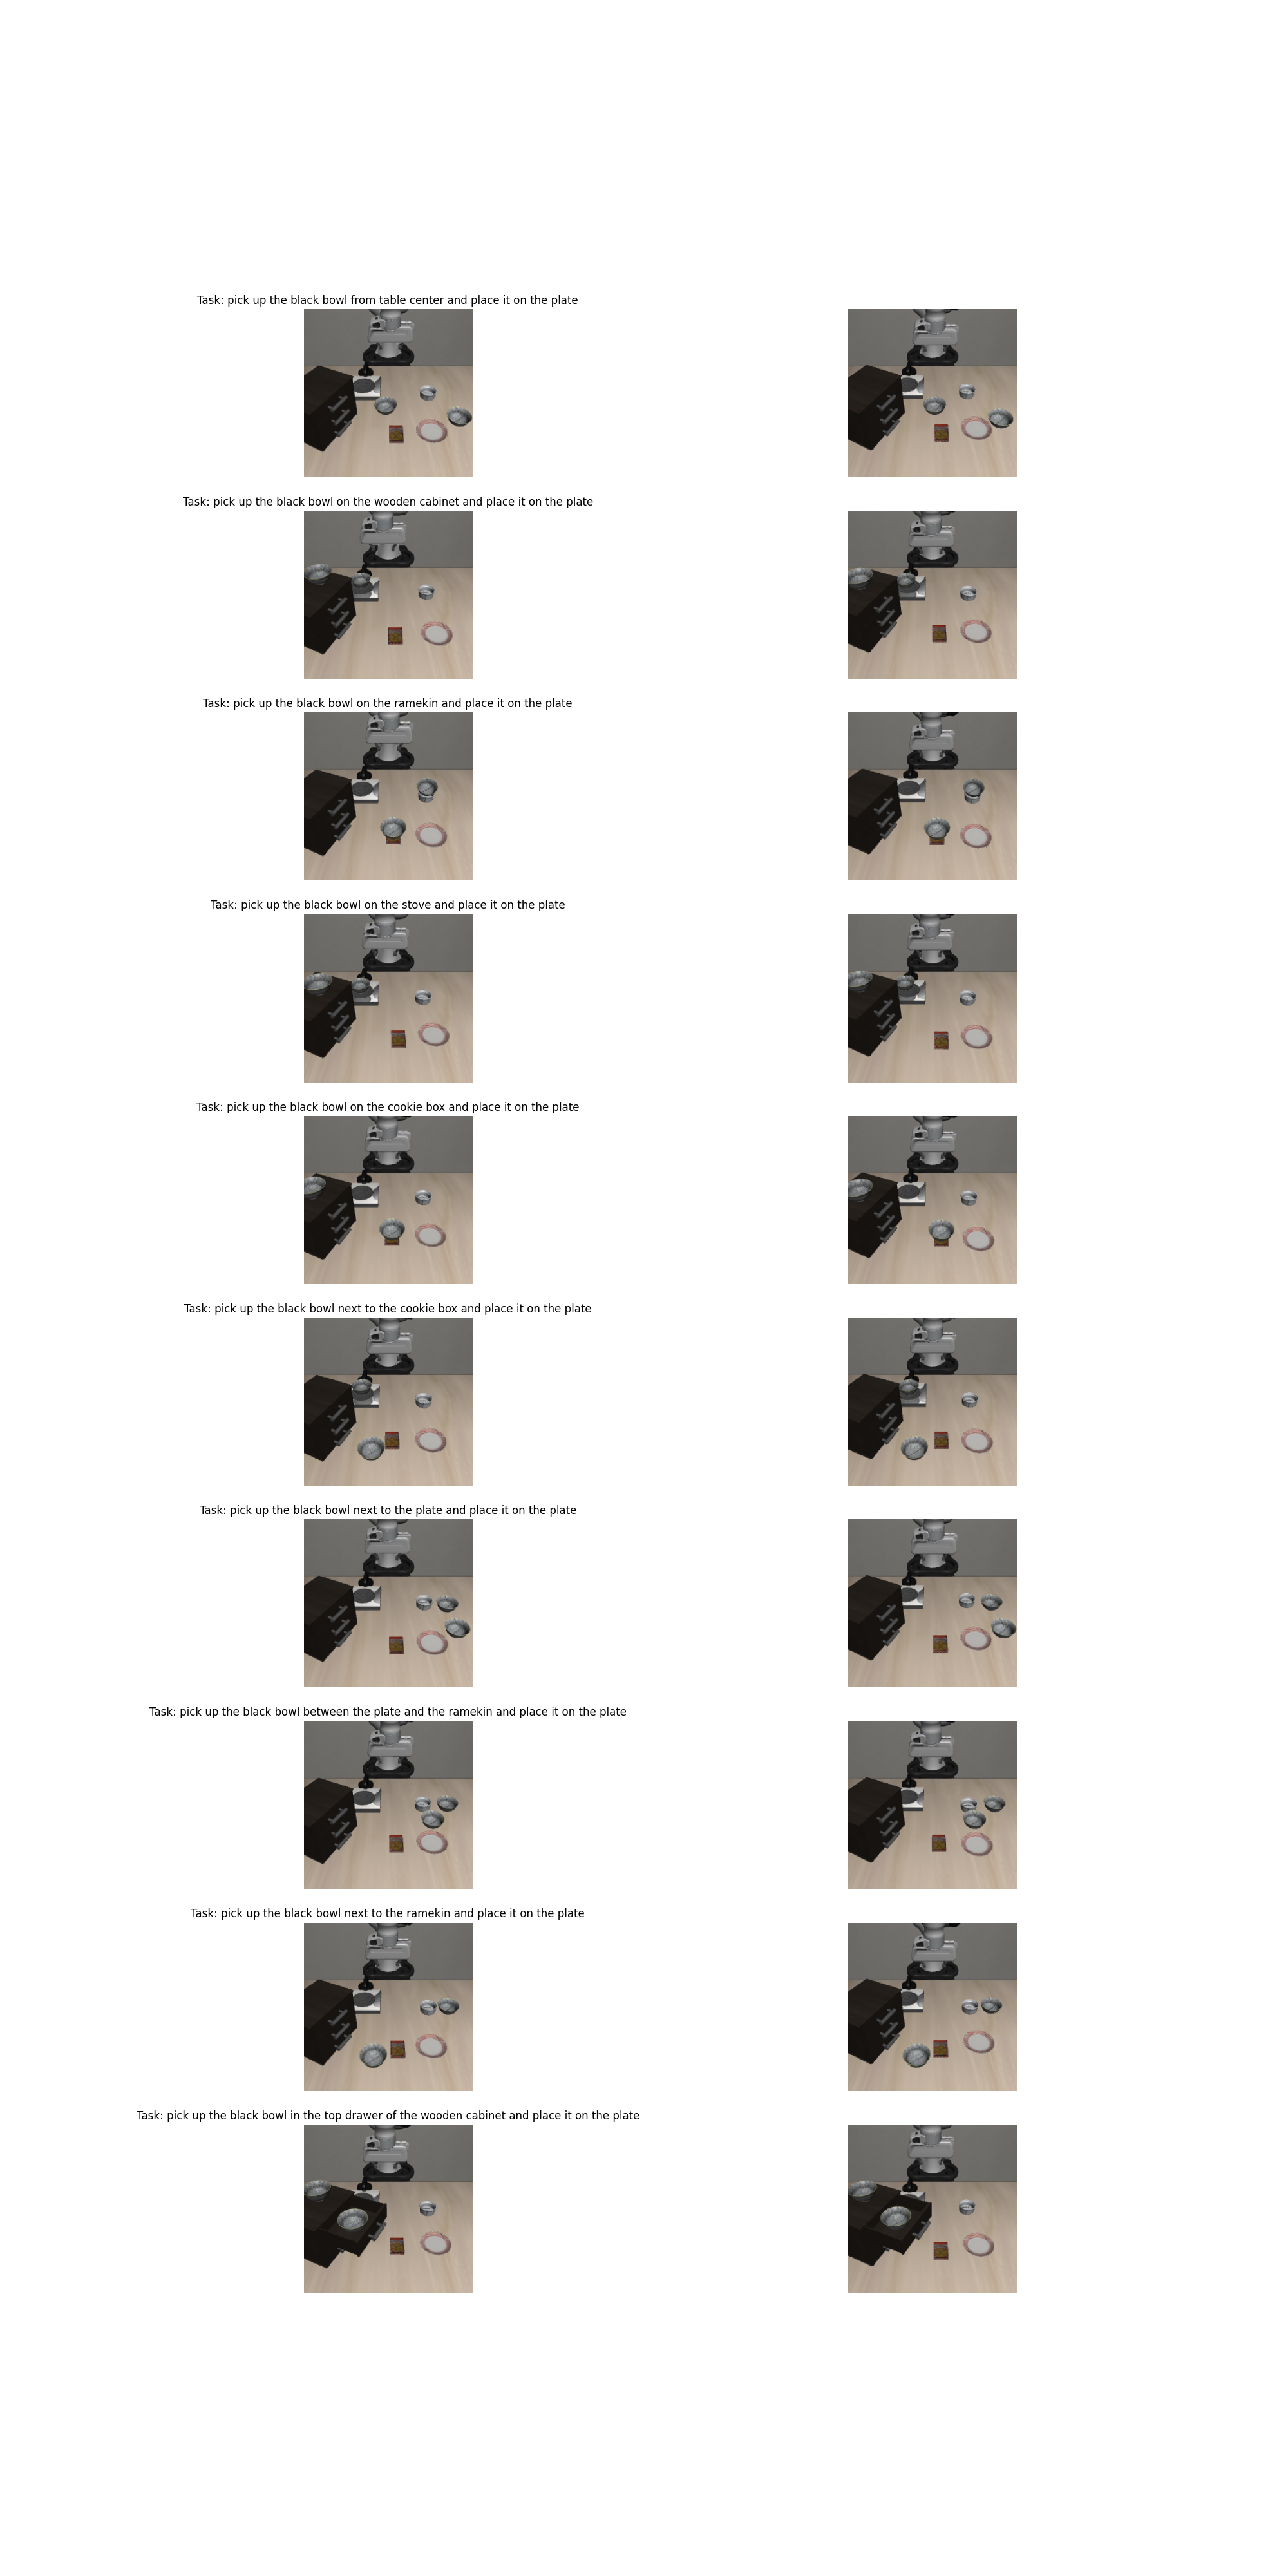 Task: pick up the black bowl from table center and place it on the plate
Task: pick up the black bowl on the wooden cabinet and place it on the plate
Task: pick up the black bowl on the ramekin and place it on the plate
Task: pick up the black bowl on the stove and place it on the plate
Task: pick up the black bowl on the cookie box and place it on the plate
Task: pick up the black bowl next to the cookie box and place it on the plate
Task: pick up the black bowl next to the plate and place it on the plate
Task: pick up the black bowl between the plate and the ramekin and place it on the plate
Task: pick up the black bowl next to the ramekin and place it on the plate
Task: pick up the black bowl in the top drawer of the wooden cabinet and place it on the plate